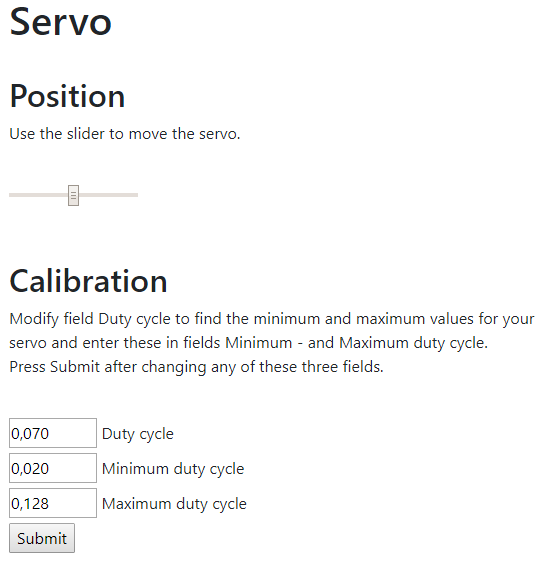 Servo
Position
Use the slider to move the servo.
Calibration
Modify field Duty cycle to find the minimum and maximum values for your
servo and enter these in fields Minimum - and Maximum duty cycle.
Press Submit after changing any of these three fields.
0,070 Duty cycle
0,020 Minimum duty cycle
0,128 Maximum duty cycle
Submit